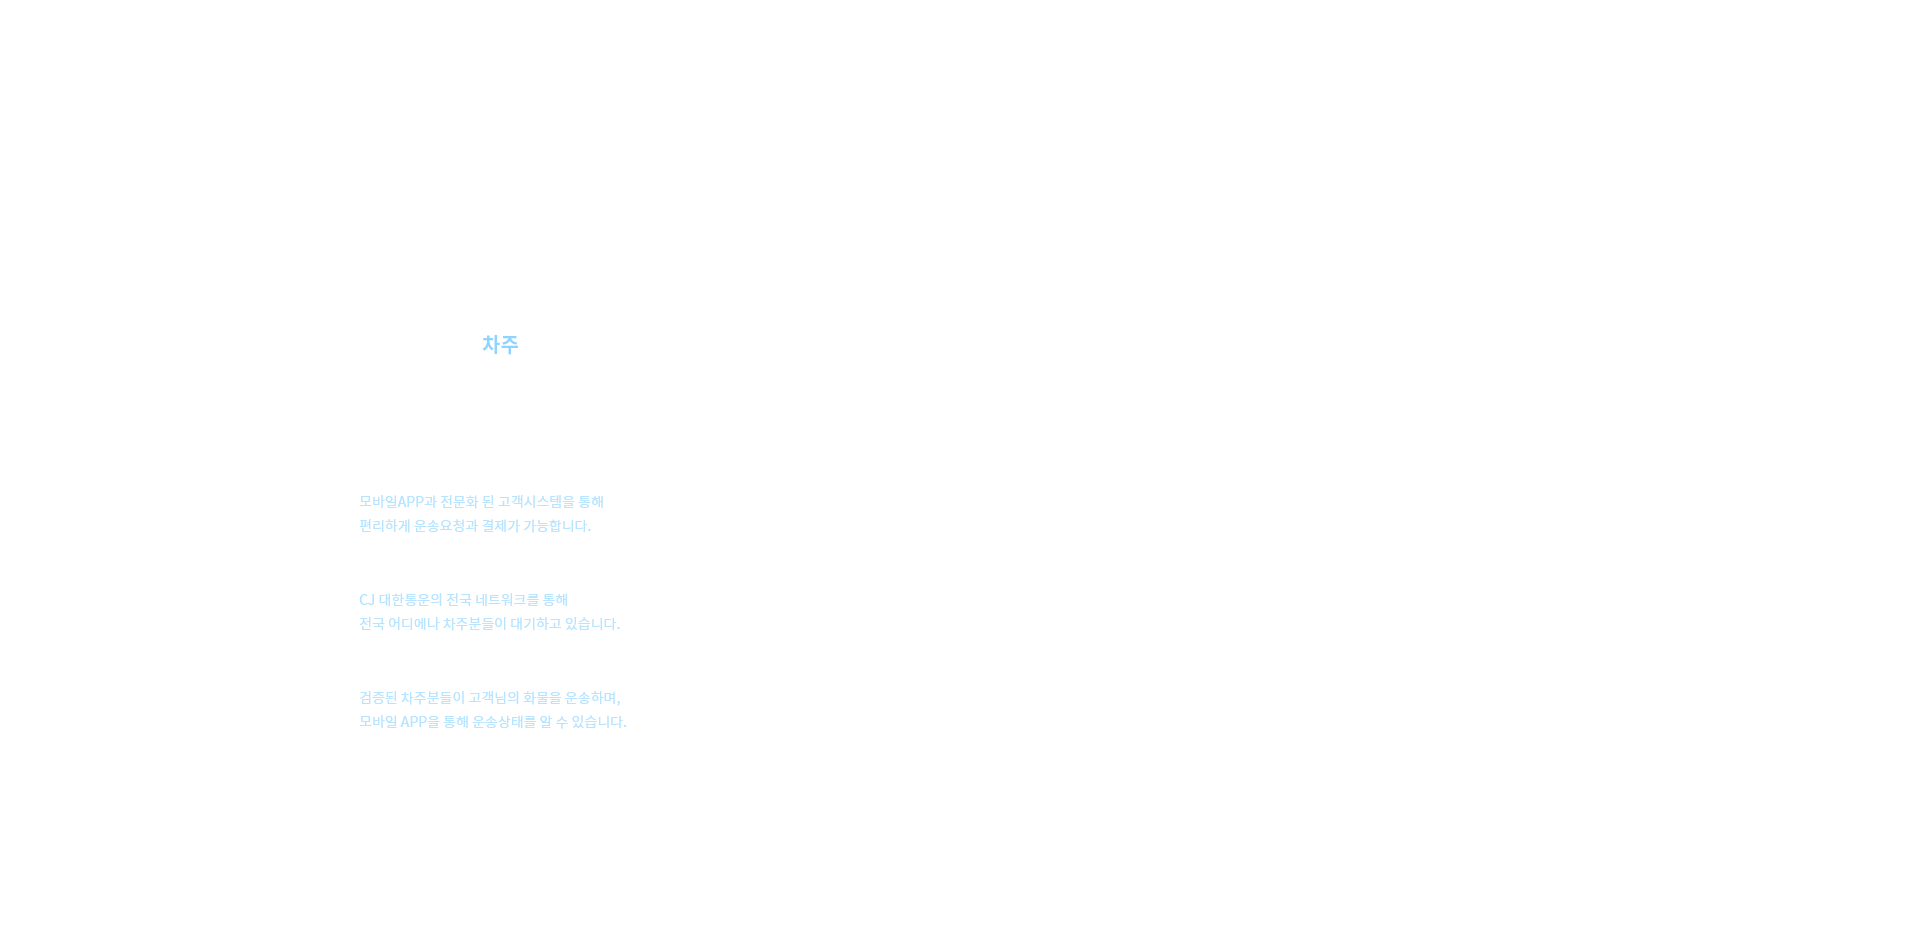 차주
모바일APP과 전문화 된 고객시스템을 통해
편리하게 운송요청과 결제가 가능합니다.
CJ 대한통운의 전국 네트워크를 통해
전국 어디에나 차주분들이 대기하고 있습니다.
검증된 차주분들이 고객님의 화물을 운송하며,
모바일 APP을 통해 운송상태를 알 수 있습니다.